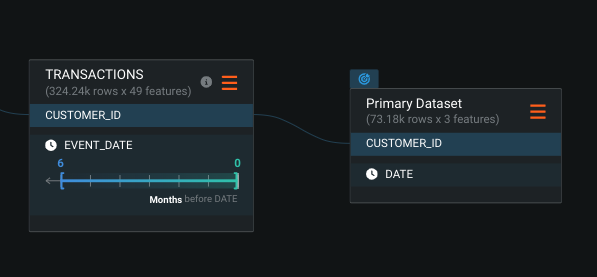 TRANSACTIONS
(324.24k rows x 49 features)
CUSTOMER_ID
EVENT_DATE
6 0
Months before DATE
Primary Dataset
(73.18k rows x 3 features)
CUSTOMER_ID
DATE